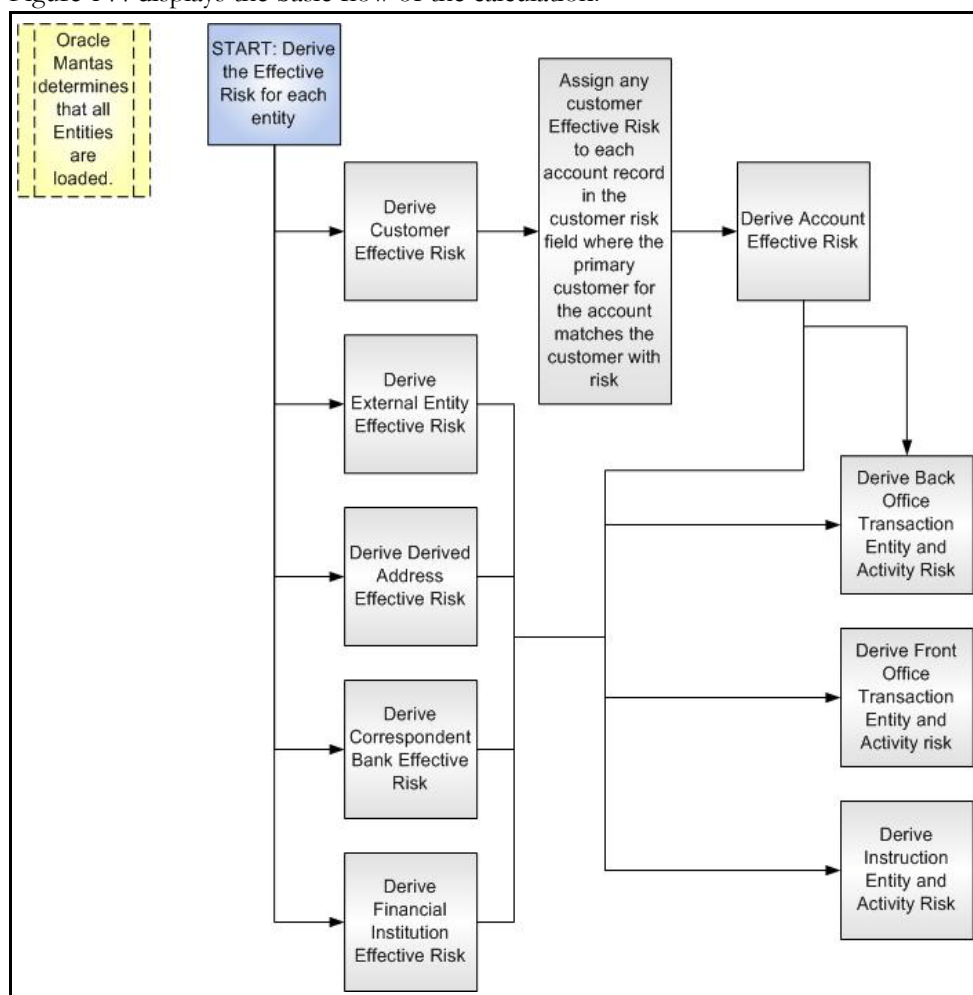 Figure 144 displays the basic flow of the calculation.
Oracle
Mantas
determines
that all
Entities
are
loaded.
START: Derive
the Effective
Risk for each
entity
Assign any
customer
Effective Risk
to each
account record
in the
customer risk
field where the
primary
customer for
the account
matches the
customer with
risk
Derive
Customer
Effective Risk
Derive Account
Effective Risk
Derive
External Entity
Effective Risk
Derive Back
Office
Transaction
Entity and
Activity Risk
Derive Derived
Address
Effective Risk
Derive Front
Office
Transaction
Entity and
Activity risk
Derive
Correspondent
Bank Effective
Risk
Derive
Instruction
Entity and
Activity Risk
Derive
Financial
Institution
Effective Risk